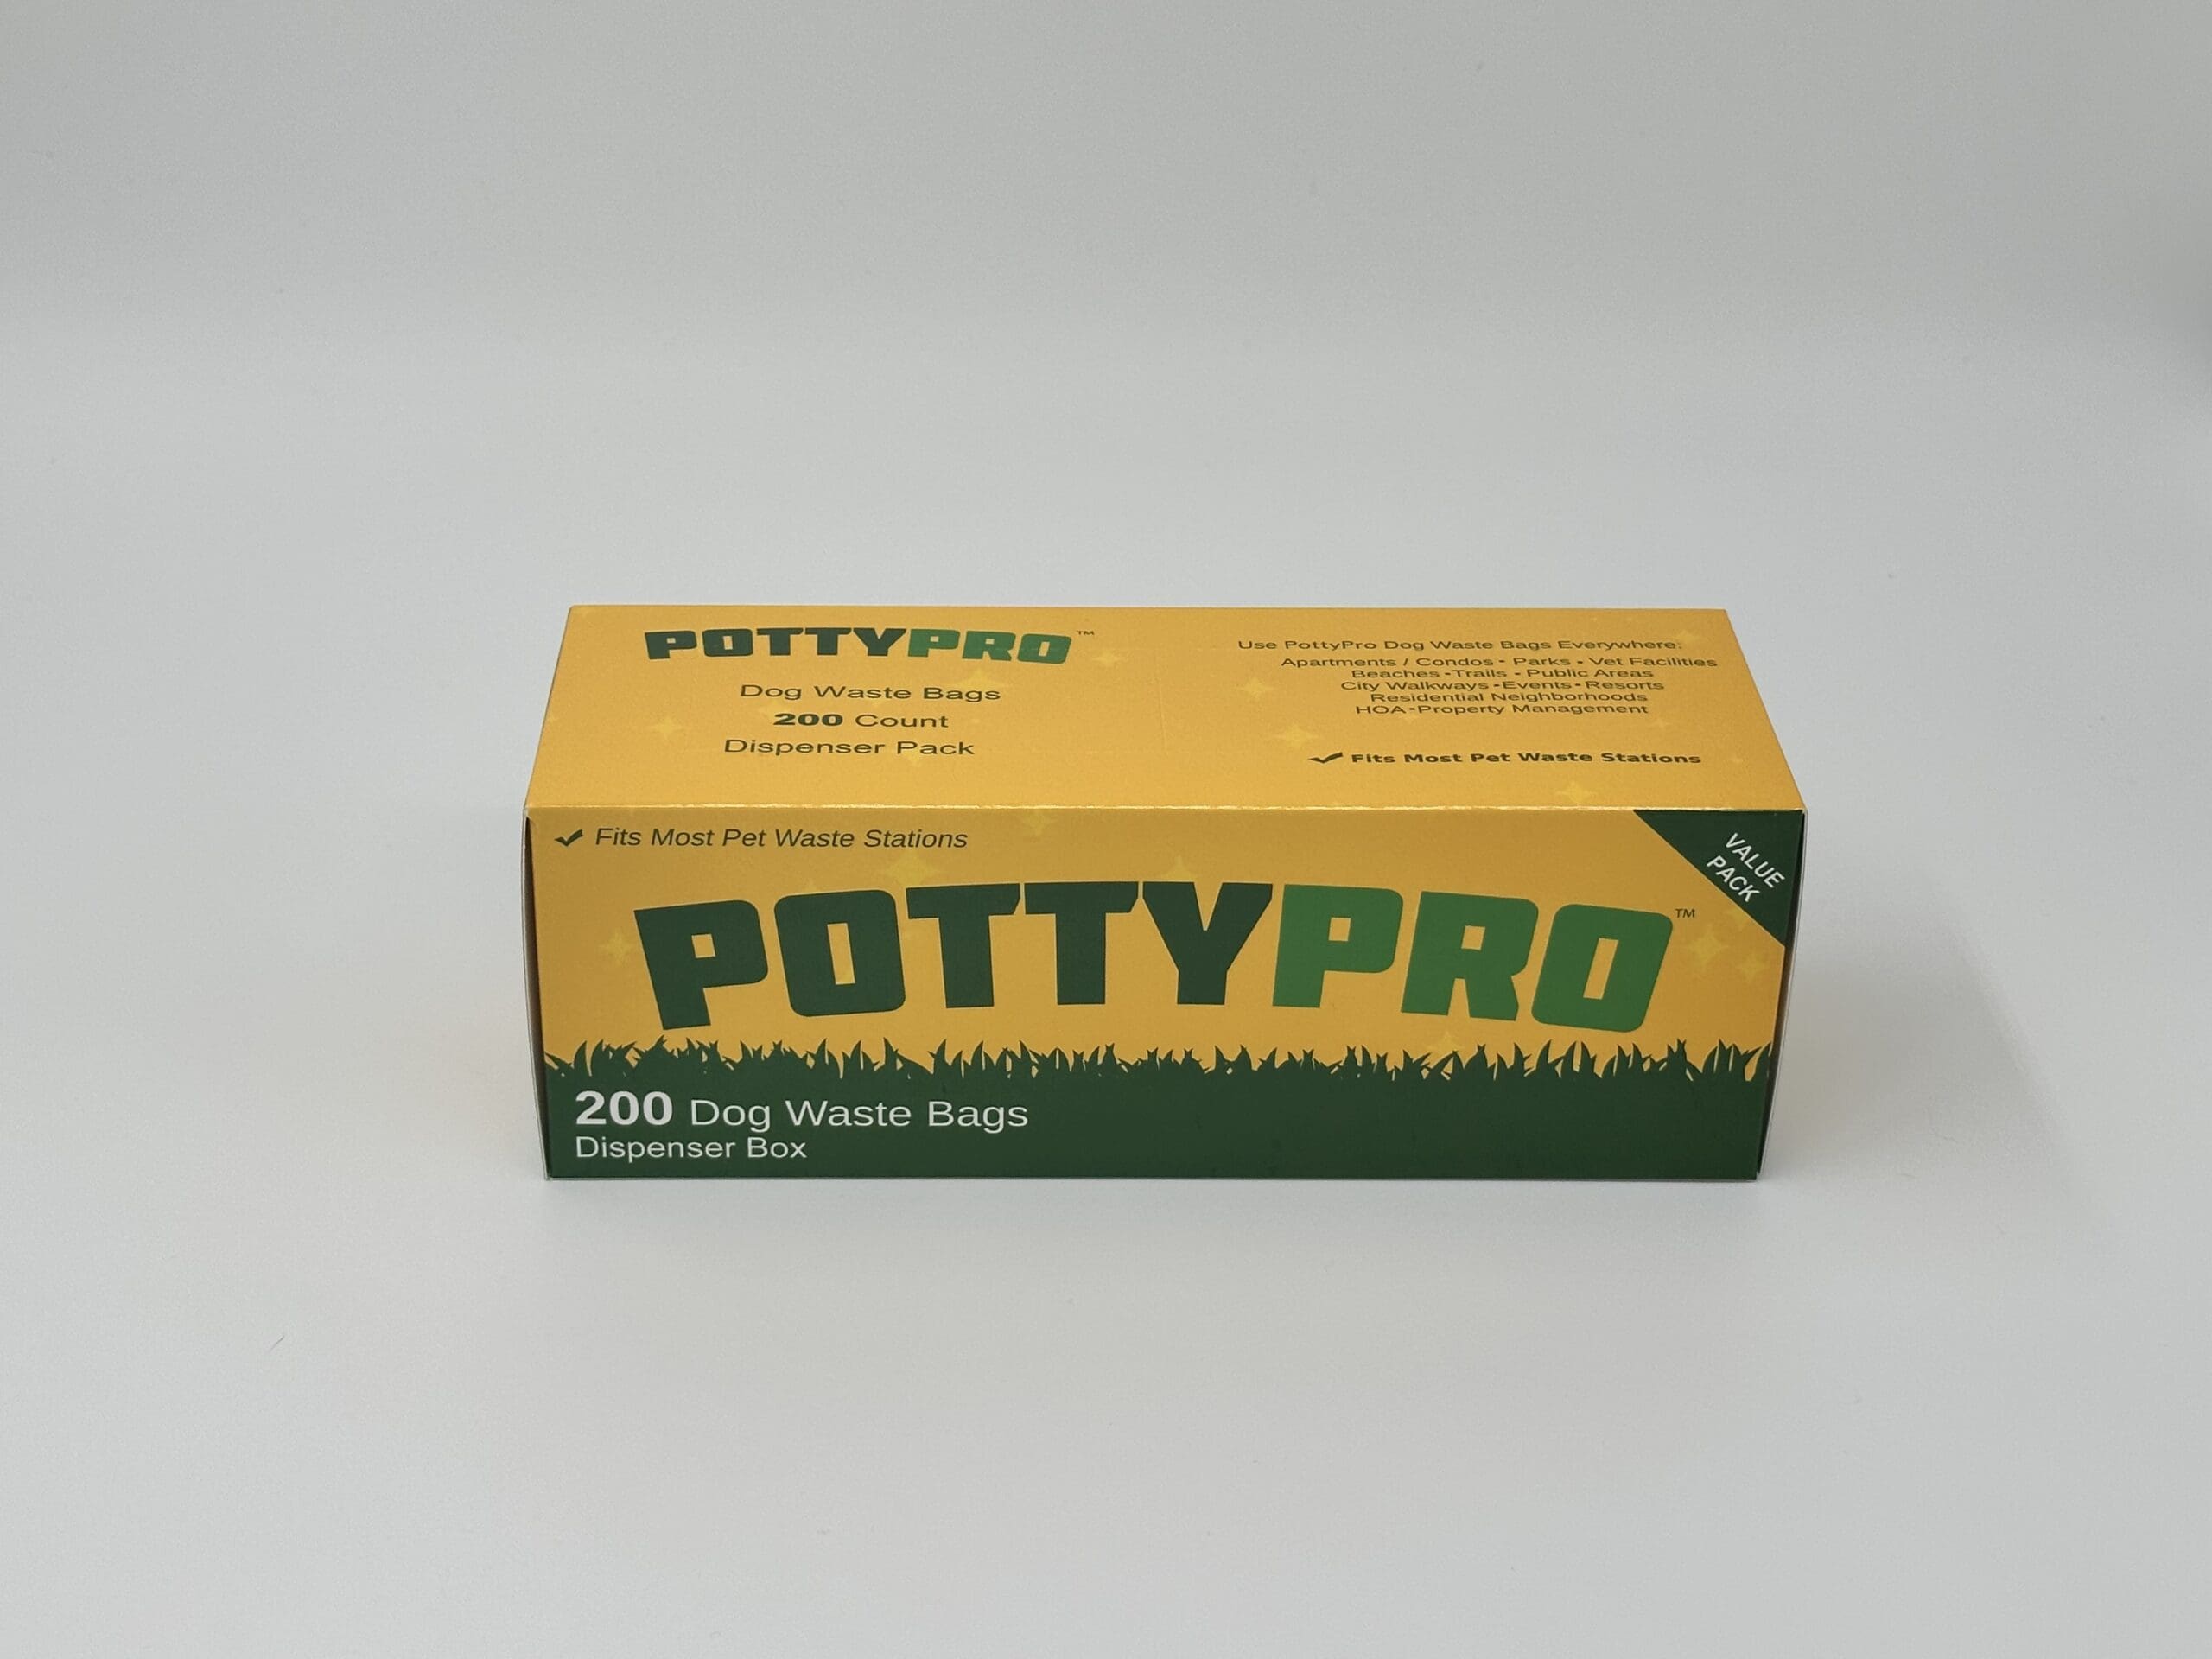 POTTYPRO™
Dog Waste Bags
200 Count
Dispenser Pack
Use PottyPro Dog Waste Bags Everywhere:
Apartments / Condos • Parks • Vet Facilities
Beaches • Trails • Public Areas
City Walkways • Events • Resorts
Residential Neighborhoods
HOA • Property Management
✓ Fits Most Pet Waste Stations
✓ Fits Most Pet Waste Stations
VALUE
PACK
POTTYPRO™
200 Dog Waste Bags
Dispenser Box